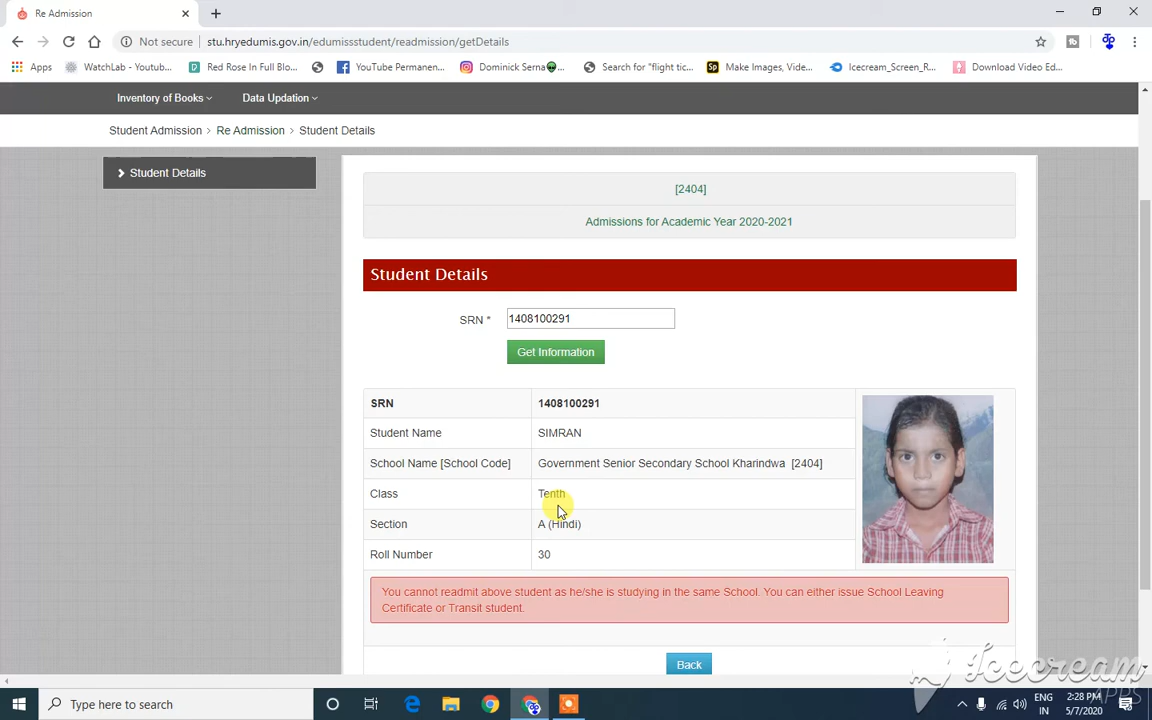 Re Admission
Not secure | stu.hryedumis.gov.in/edumissstudent/readmission/getDetails
Apps WatchLab - Youtub... Red Rose In Full Blo... YouTube Permanen... Dominick Serna Search for "flight tic... Make Images, Vide... Icecream_Screen_R... Download Video Ed...
Inventory of Books Data Updation
Student Admission > Re Admission > Student Details
Student Details
[2404]
Admissions for Academic Year 2020-2021
Student Details
SRN * 1408100291
Get Information
SRN 1408100291
Student Name SIMRAN
School Name [School Code] Government Senior Secondary School Kharindwa [2404]
Class Tenth
Section A (Hindi)
Roll Number 30
You cannot readmit above student as he/she is studying in the same School. You can either issue School Leaving
Certificate or Transit student.
Back
Icecream
APPS
Type here to search
ENG
IN
2:28 PM
5/7/2020